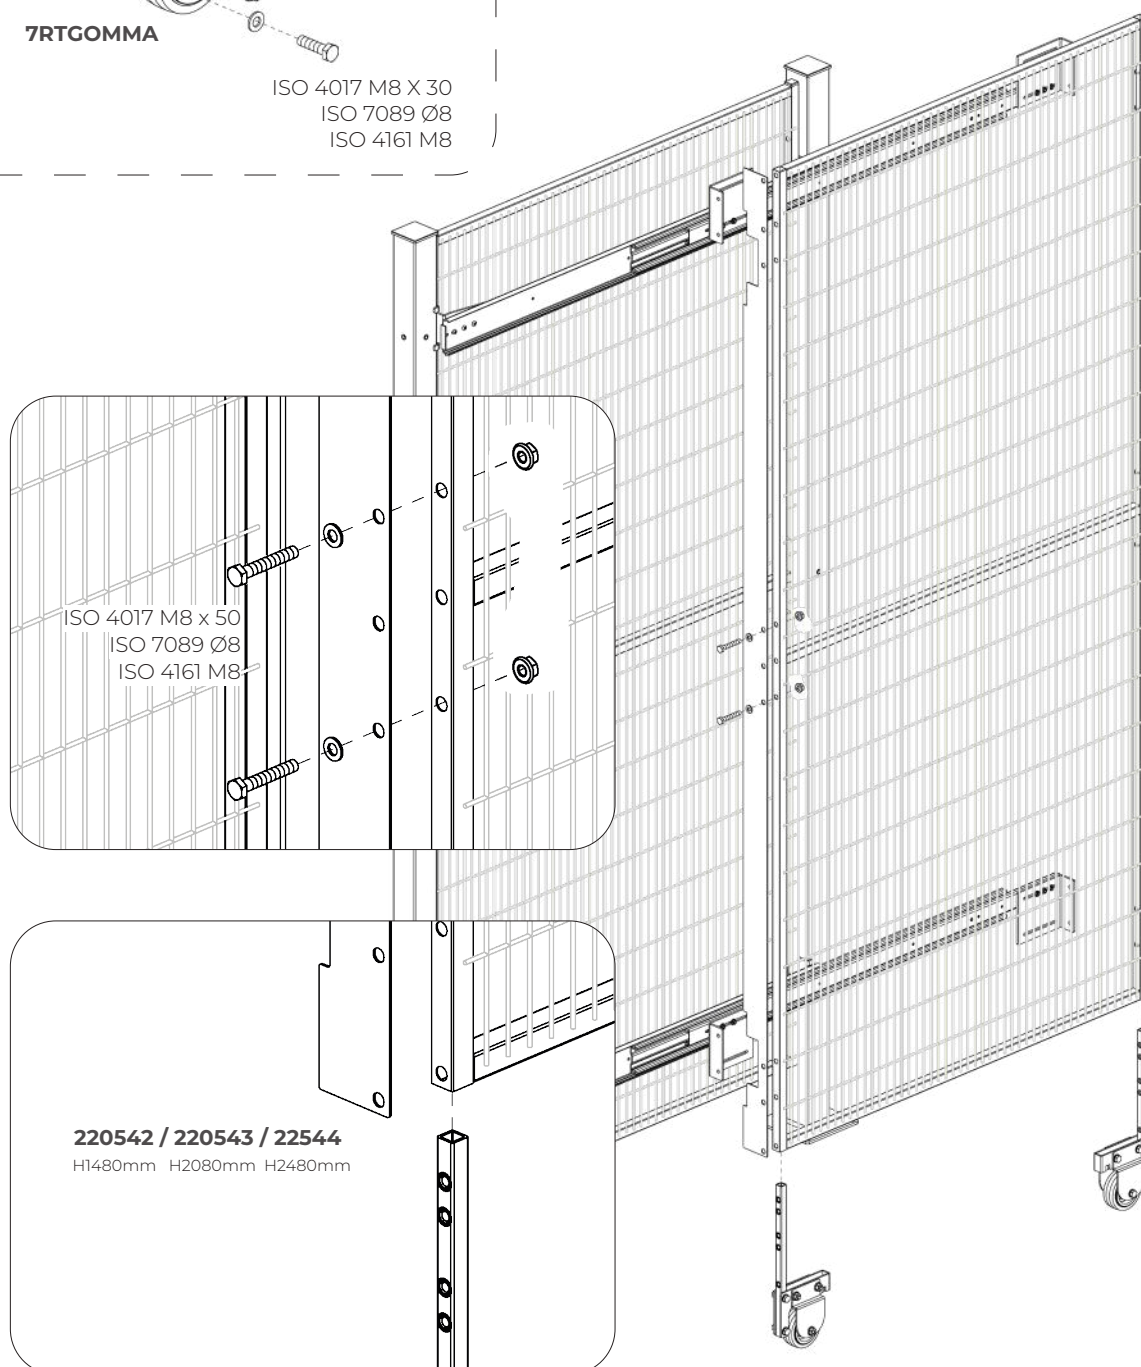 7RTGOMMA
ISO 4017 M8 X 30
ISO 7089 Ø8
ISO 4161 M8
ISO 4017 M8 x 50
ISO 7089 Ø8
ISO 4161 M8
220542 / 220543 / 22544
H1480mm H2080mm H2480mm